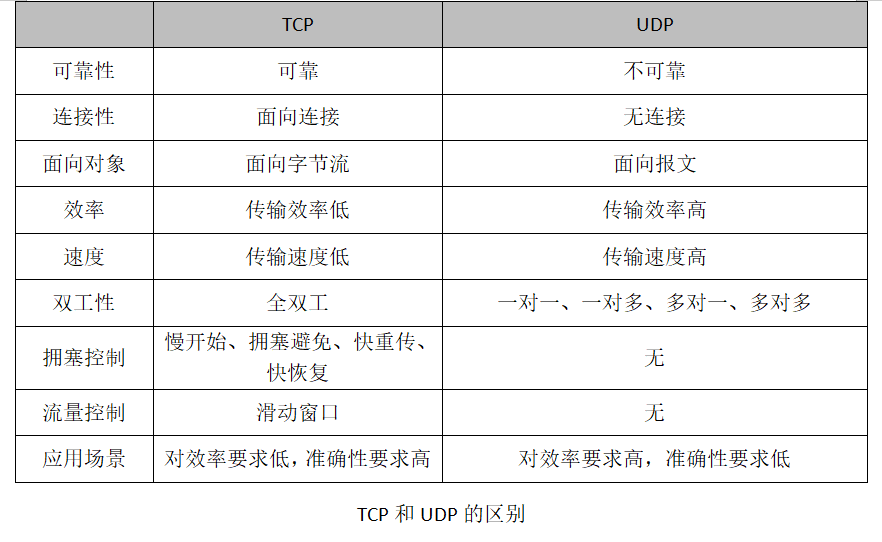 TCP UDP
可靠性 可靠 不可靠
连接性 面向连接 无连接
面向对象 面向字节流 面向报文
效率 传输效率低 传输效率高
速度 传输速度低 传输速度高
双工性 全双工 一对一、一对多、多对一、多对多
拥塞控制 慢开始、拥塞避免、快重传、
快恢复 无
流量控制 滑动窗口 无
应用场景 对效率要求低，准确性要求高 对效率要求高，准确性要求低
TCP 和 UDP 的区别